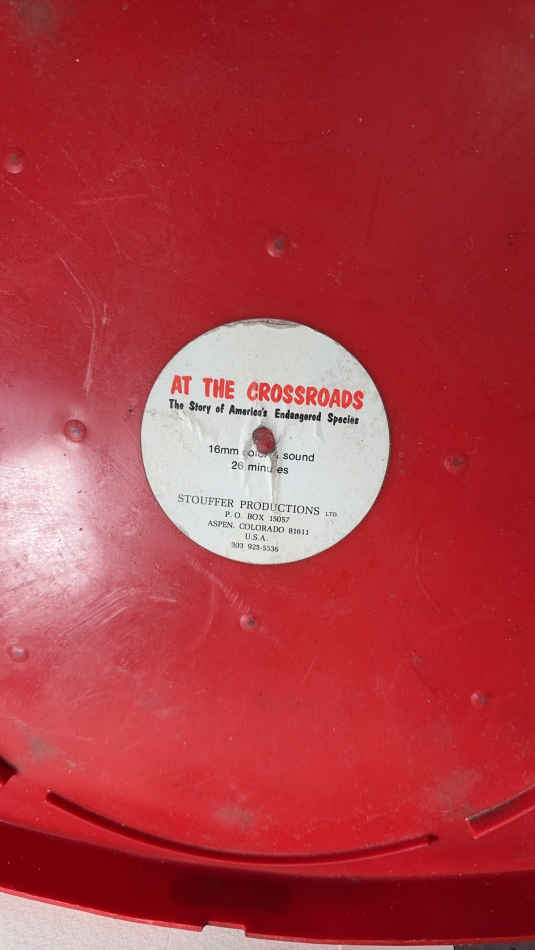 AT THE CROSSROADS
The Story of America's Endangered Species
16mm color & sound
26 minutes
STOUFFER PRODUCTIONS LTD.
P.O. BOX 15057
ASPEN, COLORADO 81611
U.S.A.
303 925-5536